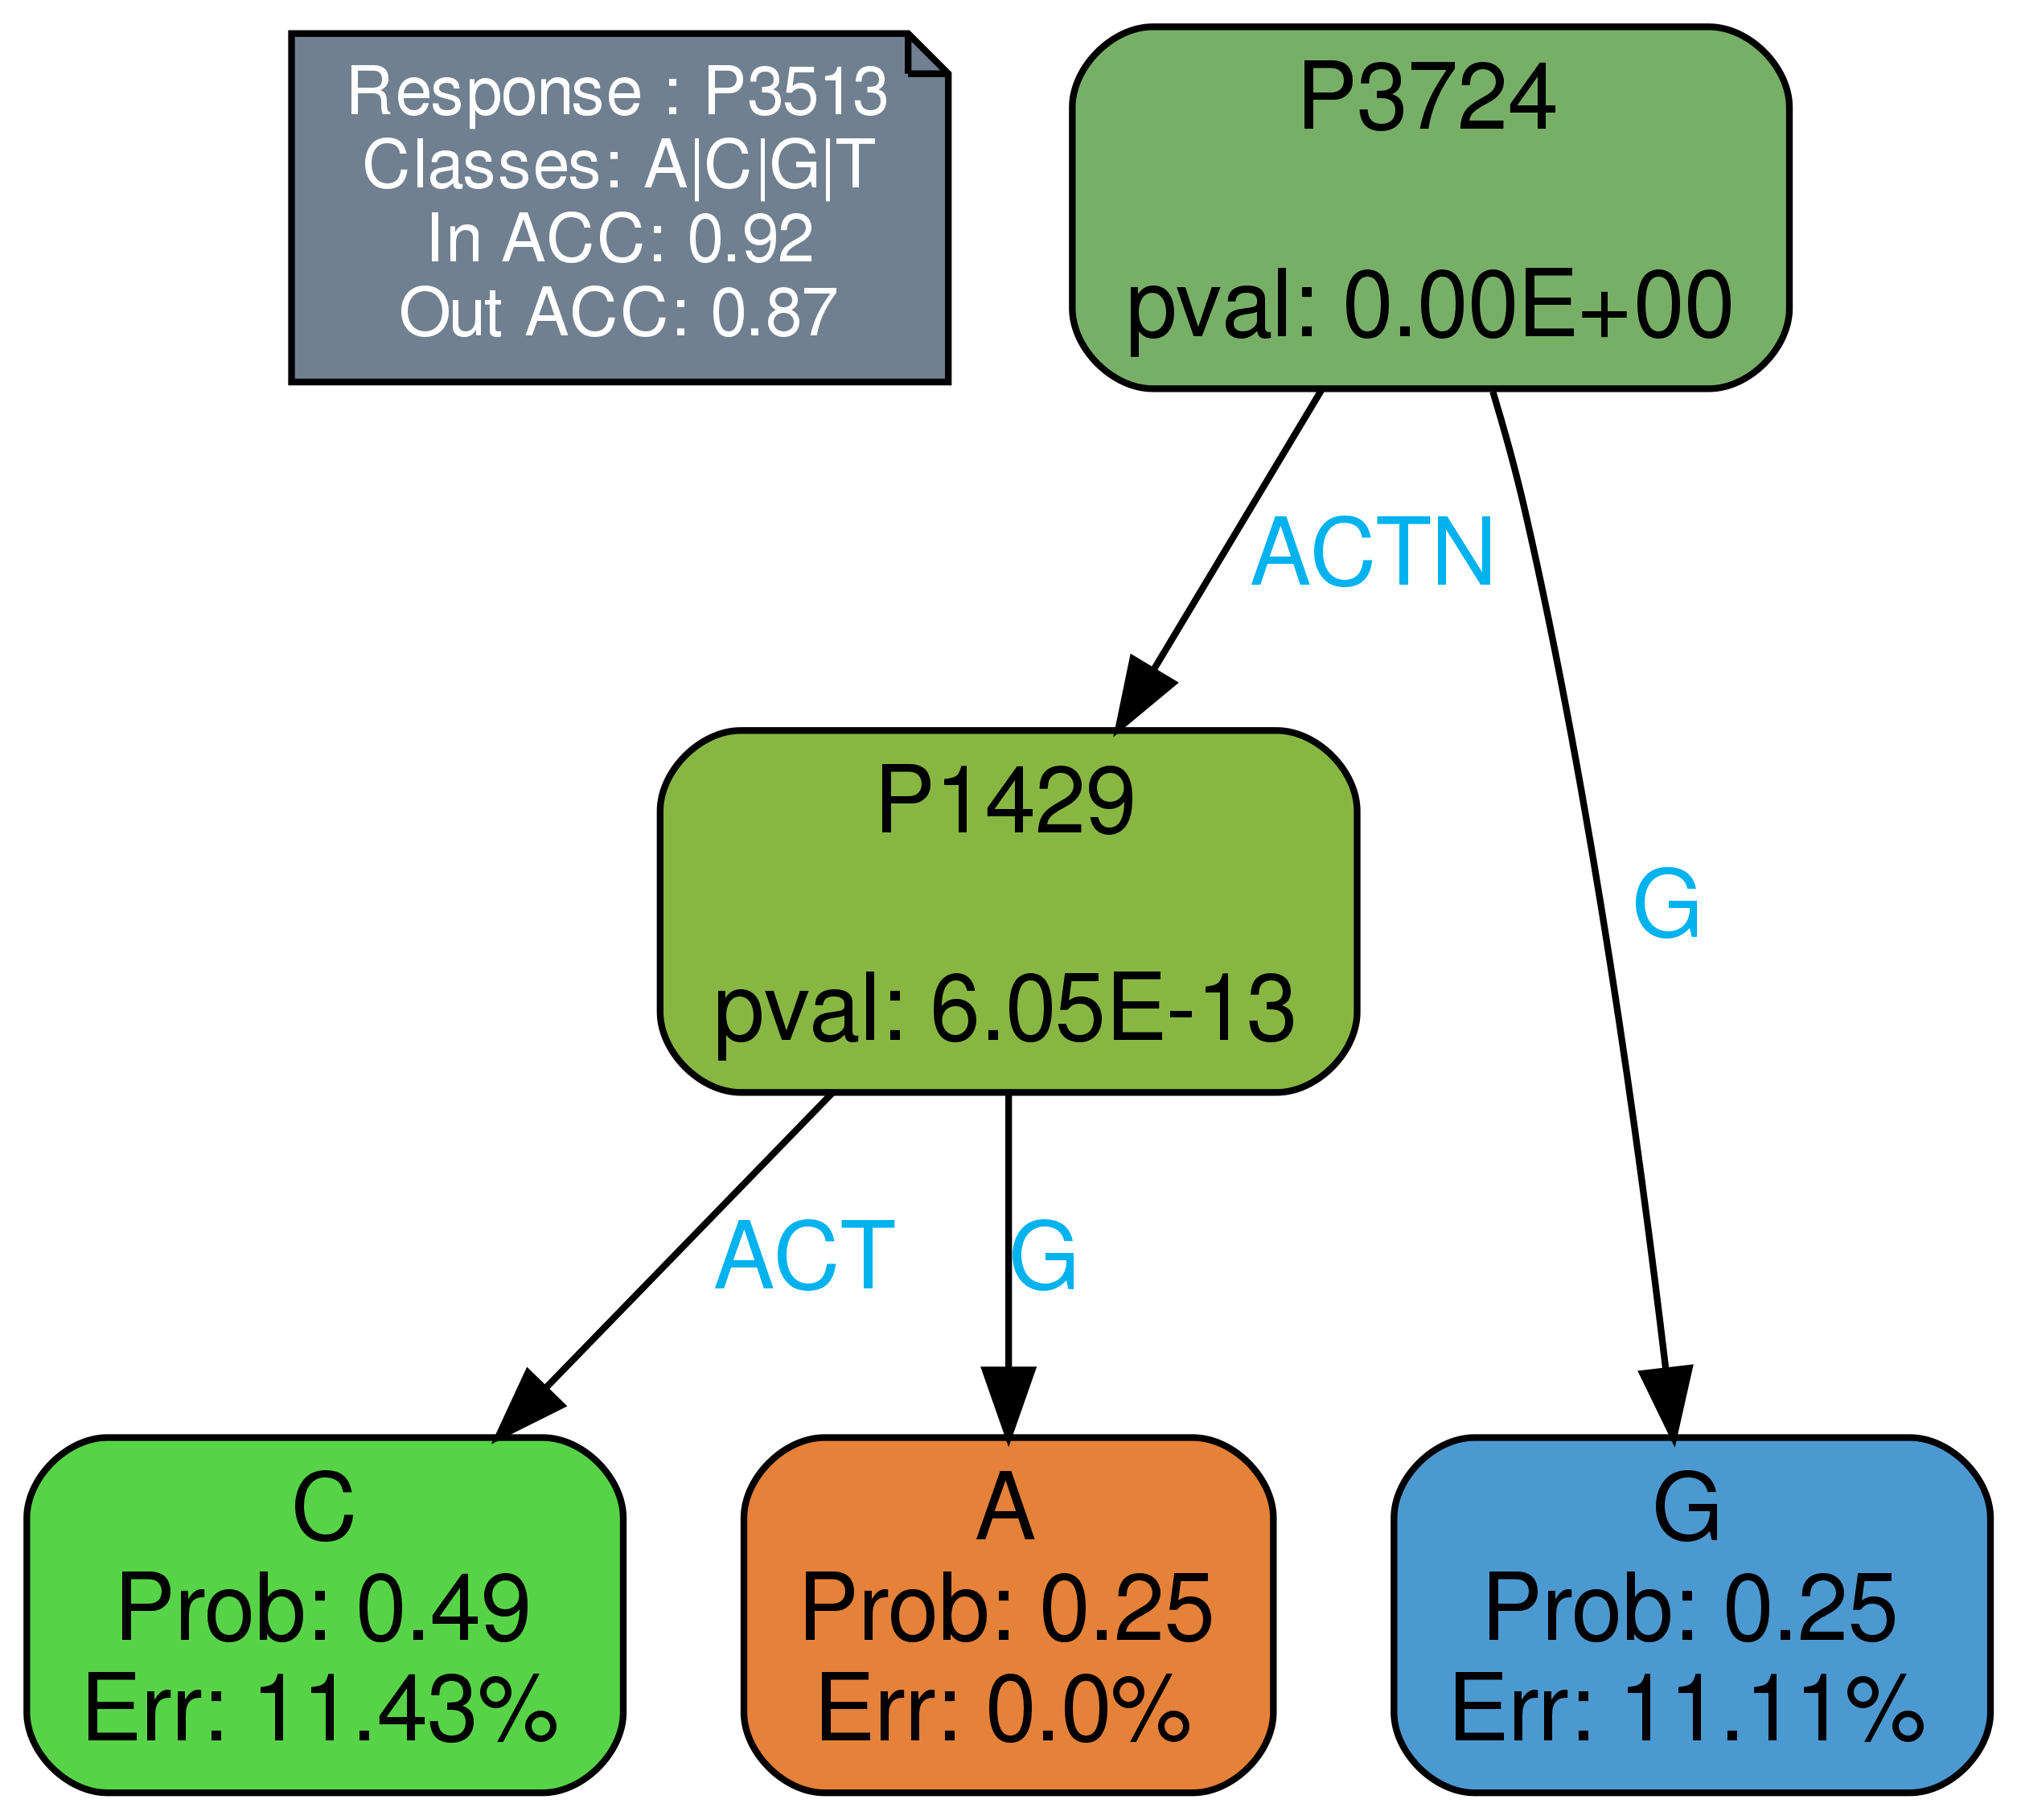 Response : P3513
Classes: A|C|G|T
In ACC: 0.92
Out ACC: 0.87
P3724
pval: 0.00E+00
ACTN
P1429
pval: 6.05E-13
G
ACT
G
C
Prob: 0.49
Err: 11.43%
A
Prob: 0.25
Err: 0.0%
G
Prob: 0.25
Err: 11.11%